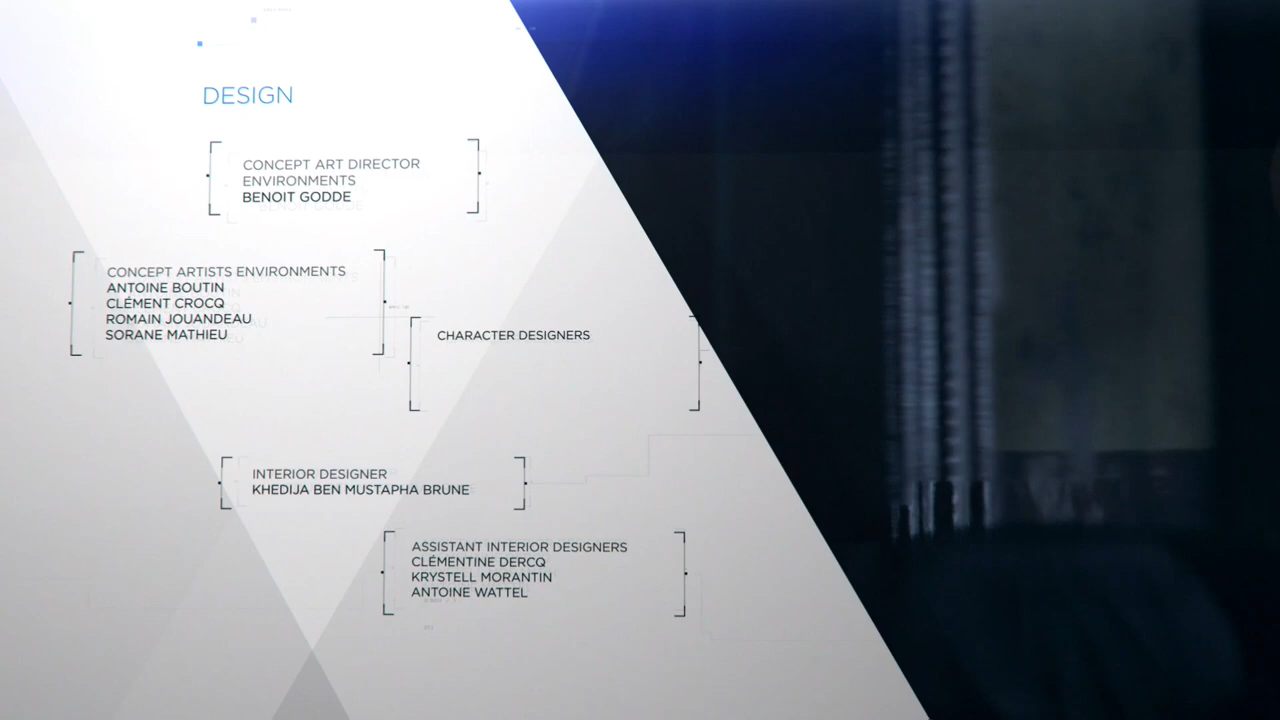 DESIGN
CONCEPT ART DIRECTOR
ENVIRONMENTS
BENOIT GODDE
CONCEPT ARTISTS ENVIRONMENTS
ANTOINE BOUTIN
CLÉMENT CROCQ
ROMAIN JOUANDEAU
SORANE MATHIEU
CHARACTER DESIGNERS
INTERIOR DESIGNER
KHEDIJA BEN MUSTAPHA BRUNE
ASSISTANT INTERIOR DESIGNERS
CLÉMENTINE DERCQ
KRYSTELL MORANTIN
ANTOINE WATTEL